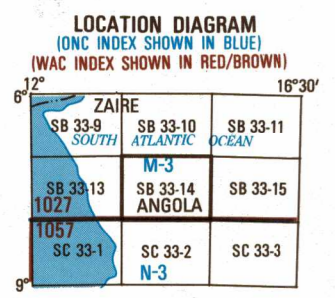 LOCATION DIAGRAM
(ONC INDEX SHOWN IN BLUE)
(WAC INDEX SHOWN IN RED/BROWN)
12° 16°30'
6°
ZAIRE
SB 33-9 SB 33-10 SB 33-11
SOUTH ATLANTIC OCEAN
M-3
SB 33-13 SB 33-14 SB 33-15
1027 ANGOLA
1057
SC 33-1 SC 33-2 SC 33-3
N-3
9°